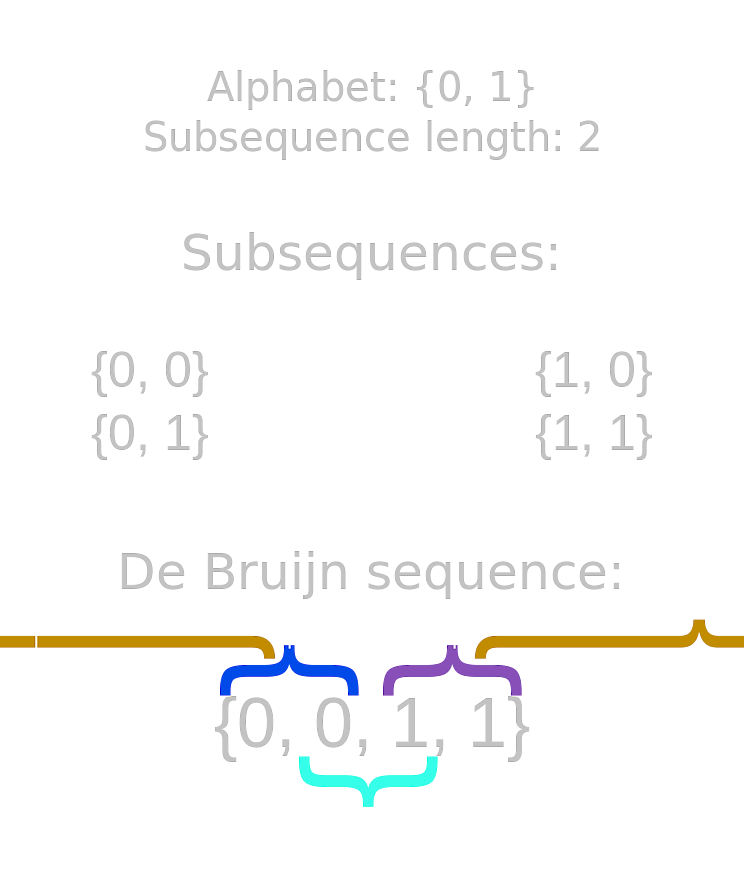 Alphabet: {0, 1}
Subsequence length: 2
Subsequences:
{0, 0} {1, 0}
{0, 1} {1, 1}
De Bruijn sequence:
{0, 0, 1, 1}